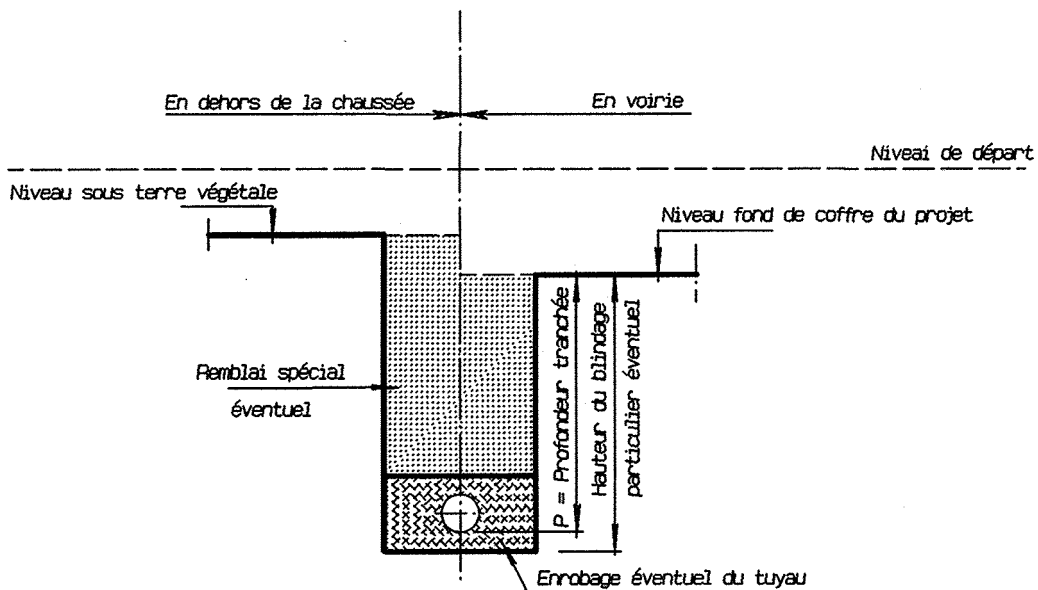 En dehors de la chaussée
En voirie
Niveai de départ
Niveau sous terre végétale
Niveau fond de coffre du projet
Remblai spécial
éventuel
P = Profondeur tranchée
Hauteur du blindage
particulier éventuel
Enrobage éventuel du tuyau